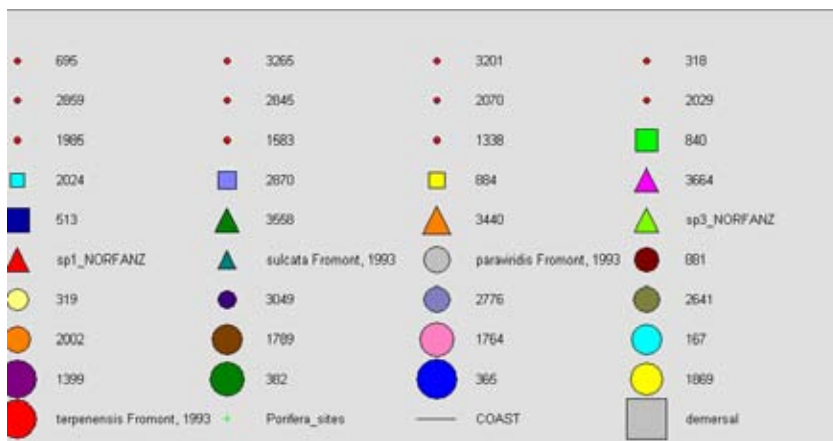 695 3265 3201 318
2859 2845 2070 2029
1985 1583 1338 840
2024 2870 884 3664
513 3558 3440 sp3_NORFANZ
sp1_NORFANZ sulcata Fromont, 1993 paraviridis Fromont, 1993 881
319 3049 2776 2641
2002 1789 1764 167
1399 382 365 1869
terpenensis Fromont, 1993 Porifera_sites COAST demersal